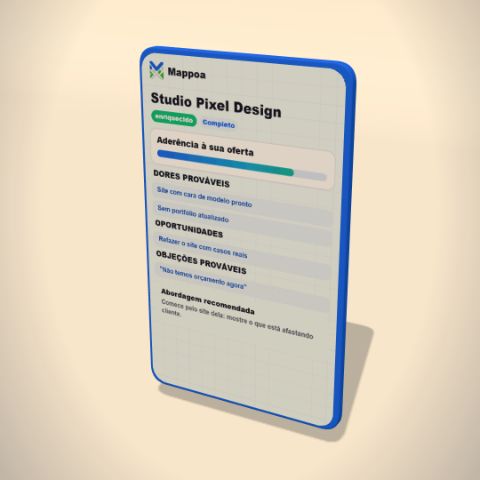 Mappoa
Studio Pixel Design
enriquecido
Completo
Aderência à sua oferta
DORES PROVÁVEIS
Site com cara de modelo pronto
Sem portfólio atualizado
OPORTUNIDADES
Refazer o site com casos reais
OBJEÇÕES PROVÁVEIS
"Não temos orçamento agora"
Abordagem recomendada
Comece pelo site dela: mostre o que está afastando
cliente.